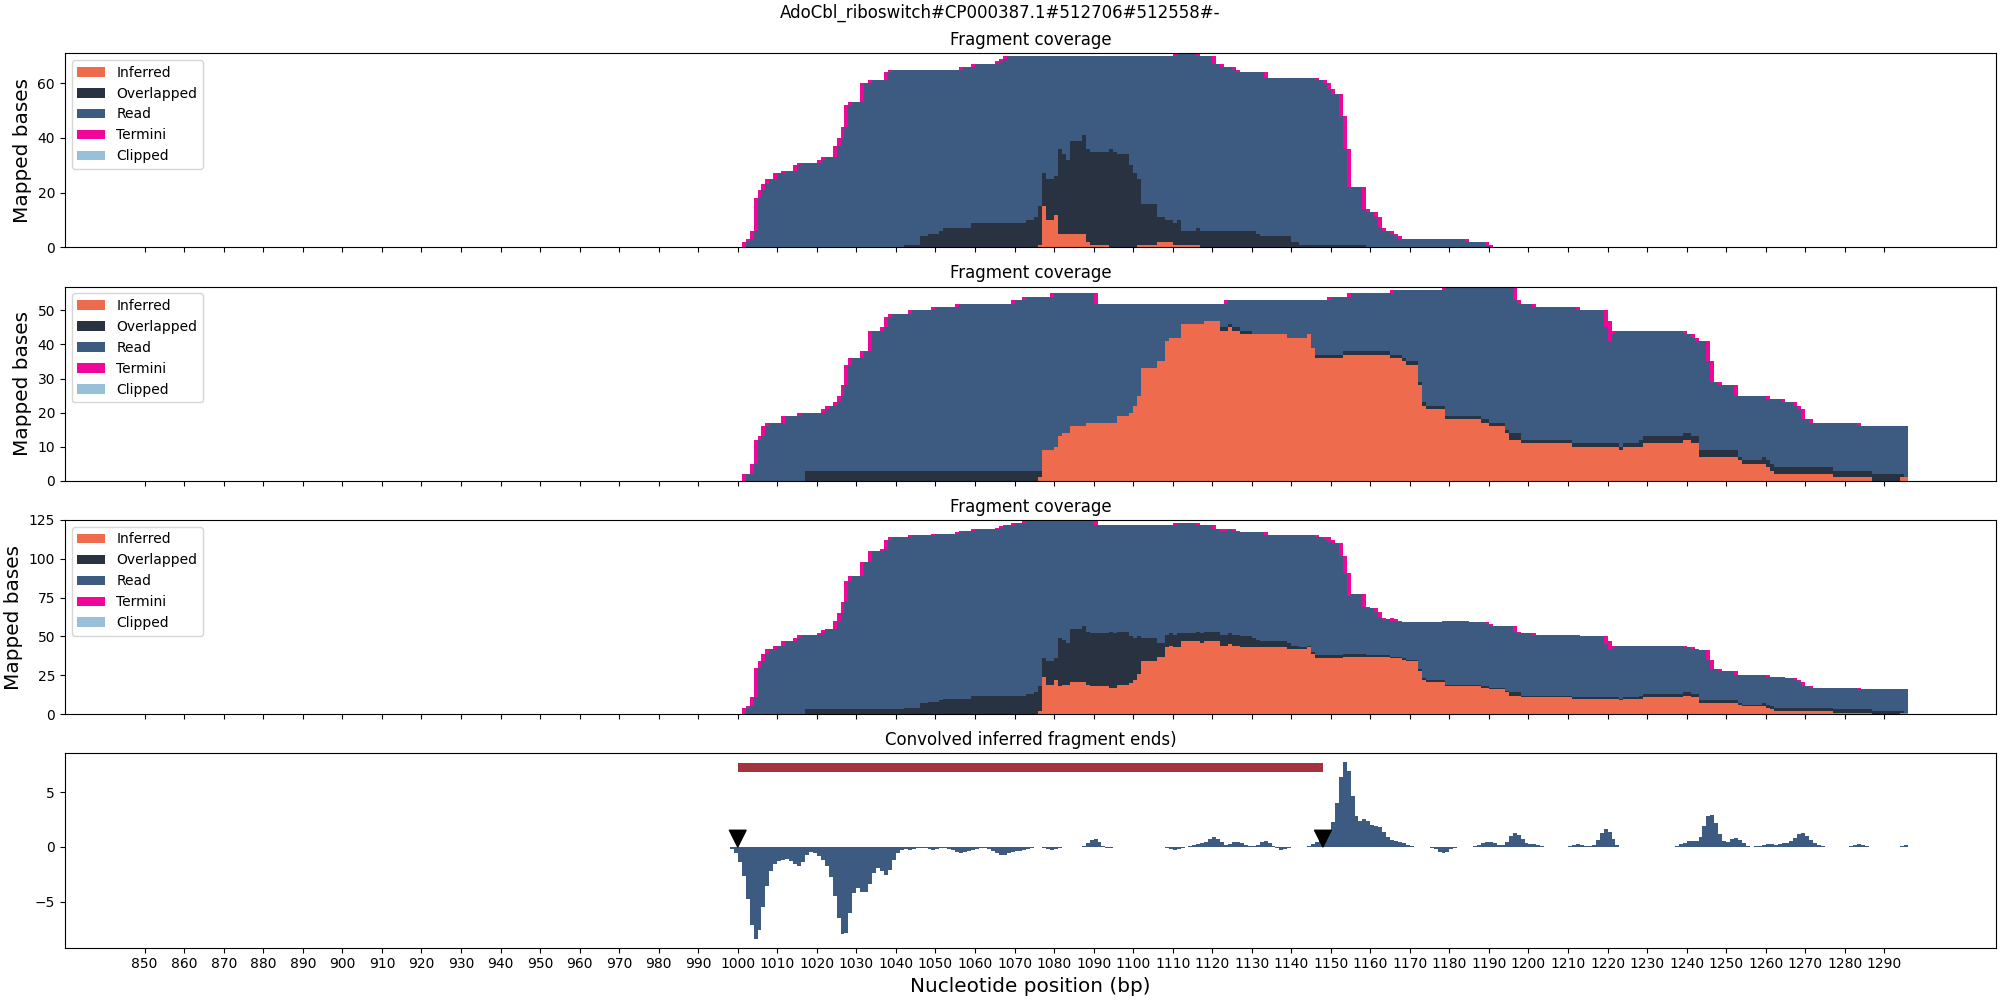 AdoCbl_riboswitch#CP000387.1#512706#512558#-
Fragment coverage
Mapped bases
60
40
20
0
Inferred
Overlapped
Read
Termini
Clipped
Fragment coverage
Mapped bases
50
40
30
20
10
0
Inferred
Overlapped
Read
Termini
Clipped
Fragment coverage
Mapped bases
125
100
75
50
25
0
Inferred
Overlapped
Read
Termini
Clipped
Convolved inferred fragment ends)
5
0
−5
850 860 870 880 890 900 910 920 930 940 950 960 970 980 990 1000 1010 1020 1030 1040 1050 1060 1070 1080 1090 1100 1110 1120 1130 1140 1150 1160 1170 1180 1190 1200 1210 1220 1230 1240 1250 1260 1270 1280 1290
Nucleotide position (bp)